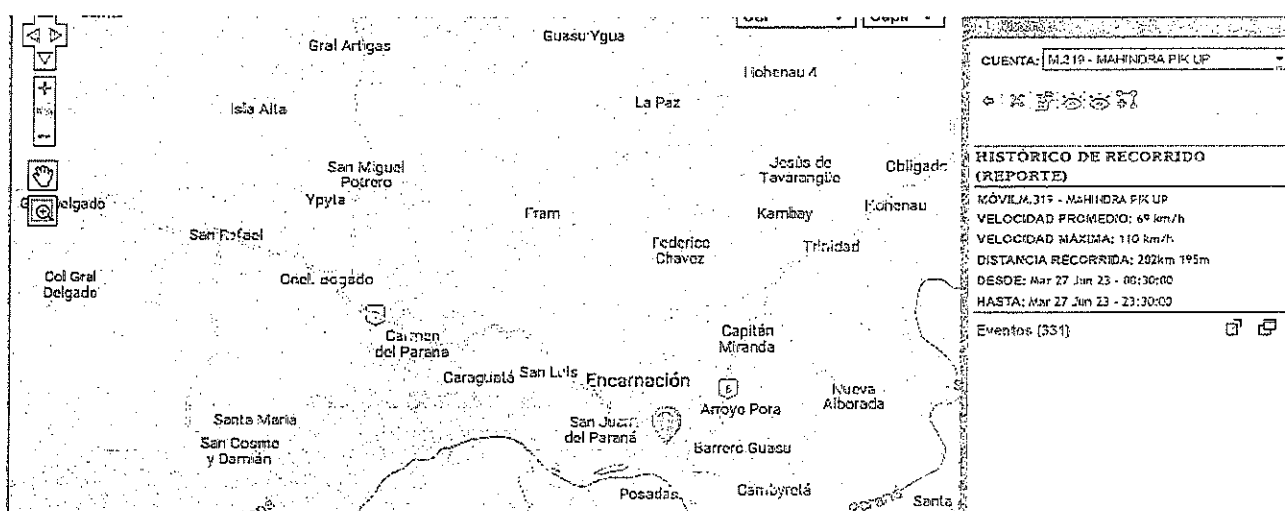 Gral Artigas
Guasu Ygua
Hohenau 4
Isla Alta
La Paz
San Miguel
Potrero
Ypyta
Jesús de
Tavarangüe
Obligado
Fram
Kambay
Hohenau
San Rafael
Federico
Chavez
Trinidad
Col Gral
Delgado
Carmen
del Parana
Capitán
Miranda
Caraguatá
San Luis
Encarnación
6
Nueva
Alborada
Arroyo Pora
Santa Maria
San Juan
del Paraná
San Cosme
y Damián
Barrero Guasu
Posadas
Cambyretá
Santa
CUENTA: M.319 - MAHINDRA PIK UP
HISTÓRICO DE RECORRIDO
(REPORTE)
MÓVIL:M.319 - MAHINDRA PIK UP
VELOCIDAD PROMEDIO: 69 km/h
VELOCIDAD MÁXIMA: 110 km/h
DISTANCIA RECORRIDA: 202km 195m
DESDE: Mar 27 Jun 23 - 00:30:00
HASTA: Mar 27 Jun 23 - 23:30:00
Eventos (331)